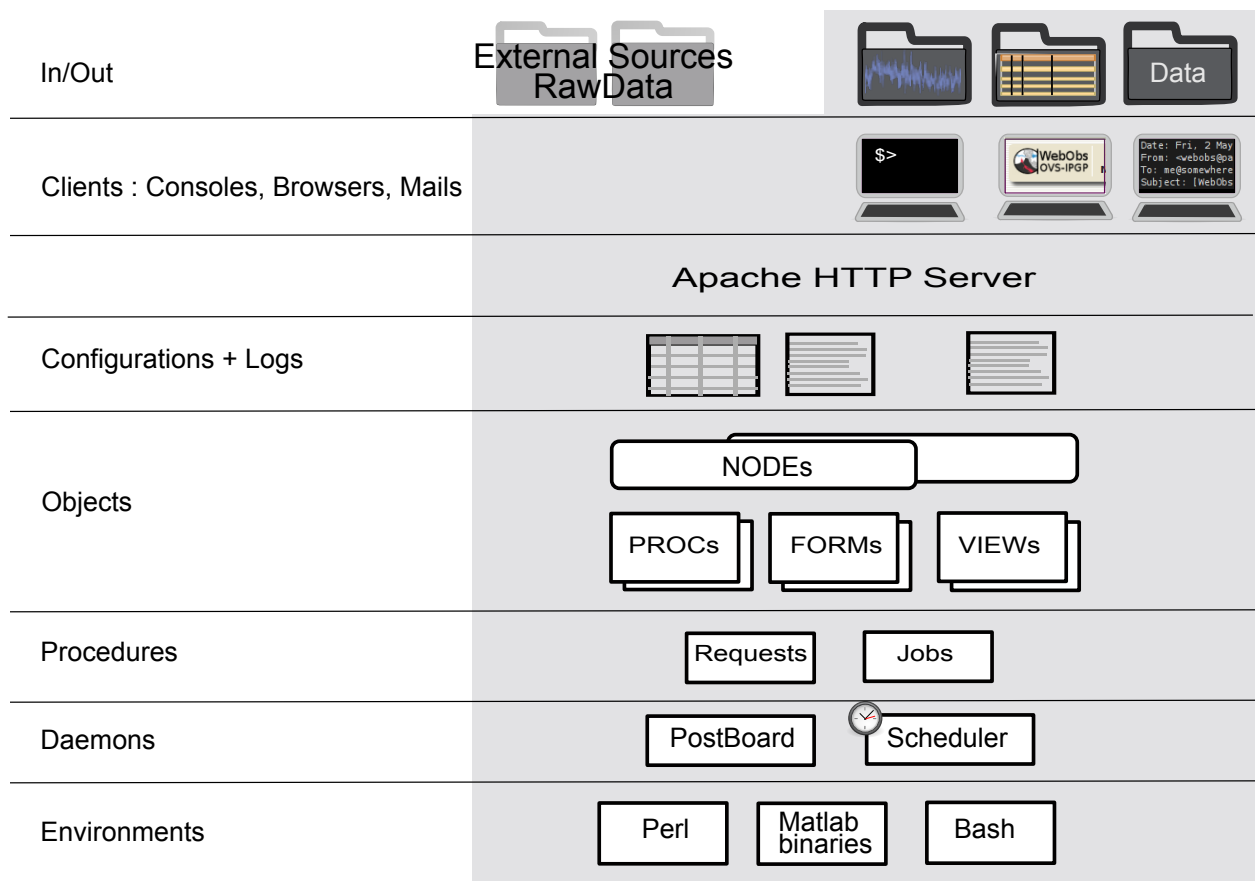 In/Out
External Sources
RawData
Data
Clients : Consoles, Browsers, Mails
$>
WebObs
OVS-IPGP
Date: Fri, 2 May
From: <webobs@pa
To: me@somewhere
Subject: [WebObs
Apache HTTP Server
Configurations + Logs
Objects
NODEs
PROCs
FORMs
VIEWs
Procedures
Requests
Jobs
Daemons
PostBoard
Scheduler
Environments
Perl
Matlab
binaries
Bash